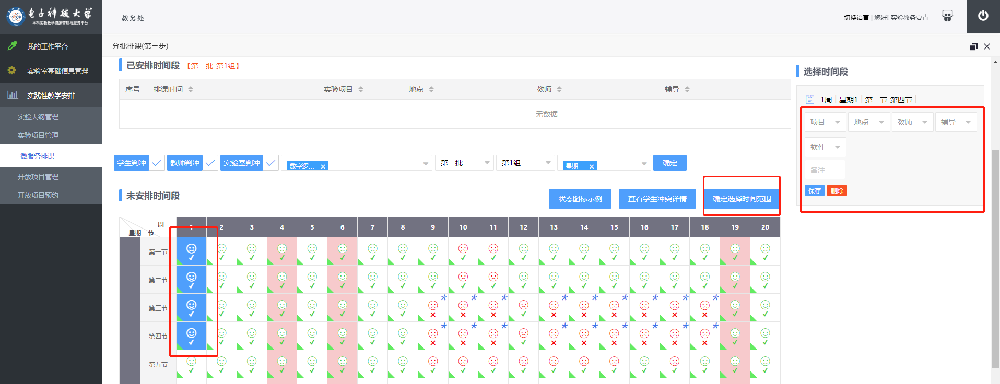 电子科技大学
本科实验教学资源管理与服务平台
教务处
切换语言 | 您好! 实验教务夏青
我的工作平台
实验室基础信息管理
实践性教学安排
实验大纲管理
实验项目管理
微服务排课
开放项目管理
开放项目预约
分批排课(第三步)
已安排时间段 【第一批-第1组】
序号 排课时间 实验项目 地点 教师 辅导
无数据
学生判冲 教师判冲 实验室判冲 数字逻... × 第一批 第1组 星期一 × 确定
未安排时间段
状态图标示例 查看学生冲突详情 确定选择时间范围
周
星期 节
1 2 3 4 5 6 7 8 9 10 11 12 13 14 15 16 17 18 19 20
第一节
第二节
第三节
第四节
第五节
选择时间段
1周 星期1 第一节-第四节
项目 地点 教师 辅导
软件
备注
保存 删除